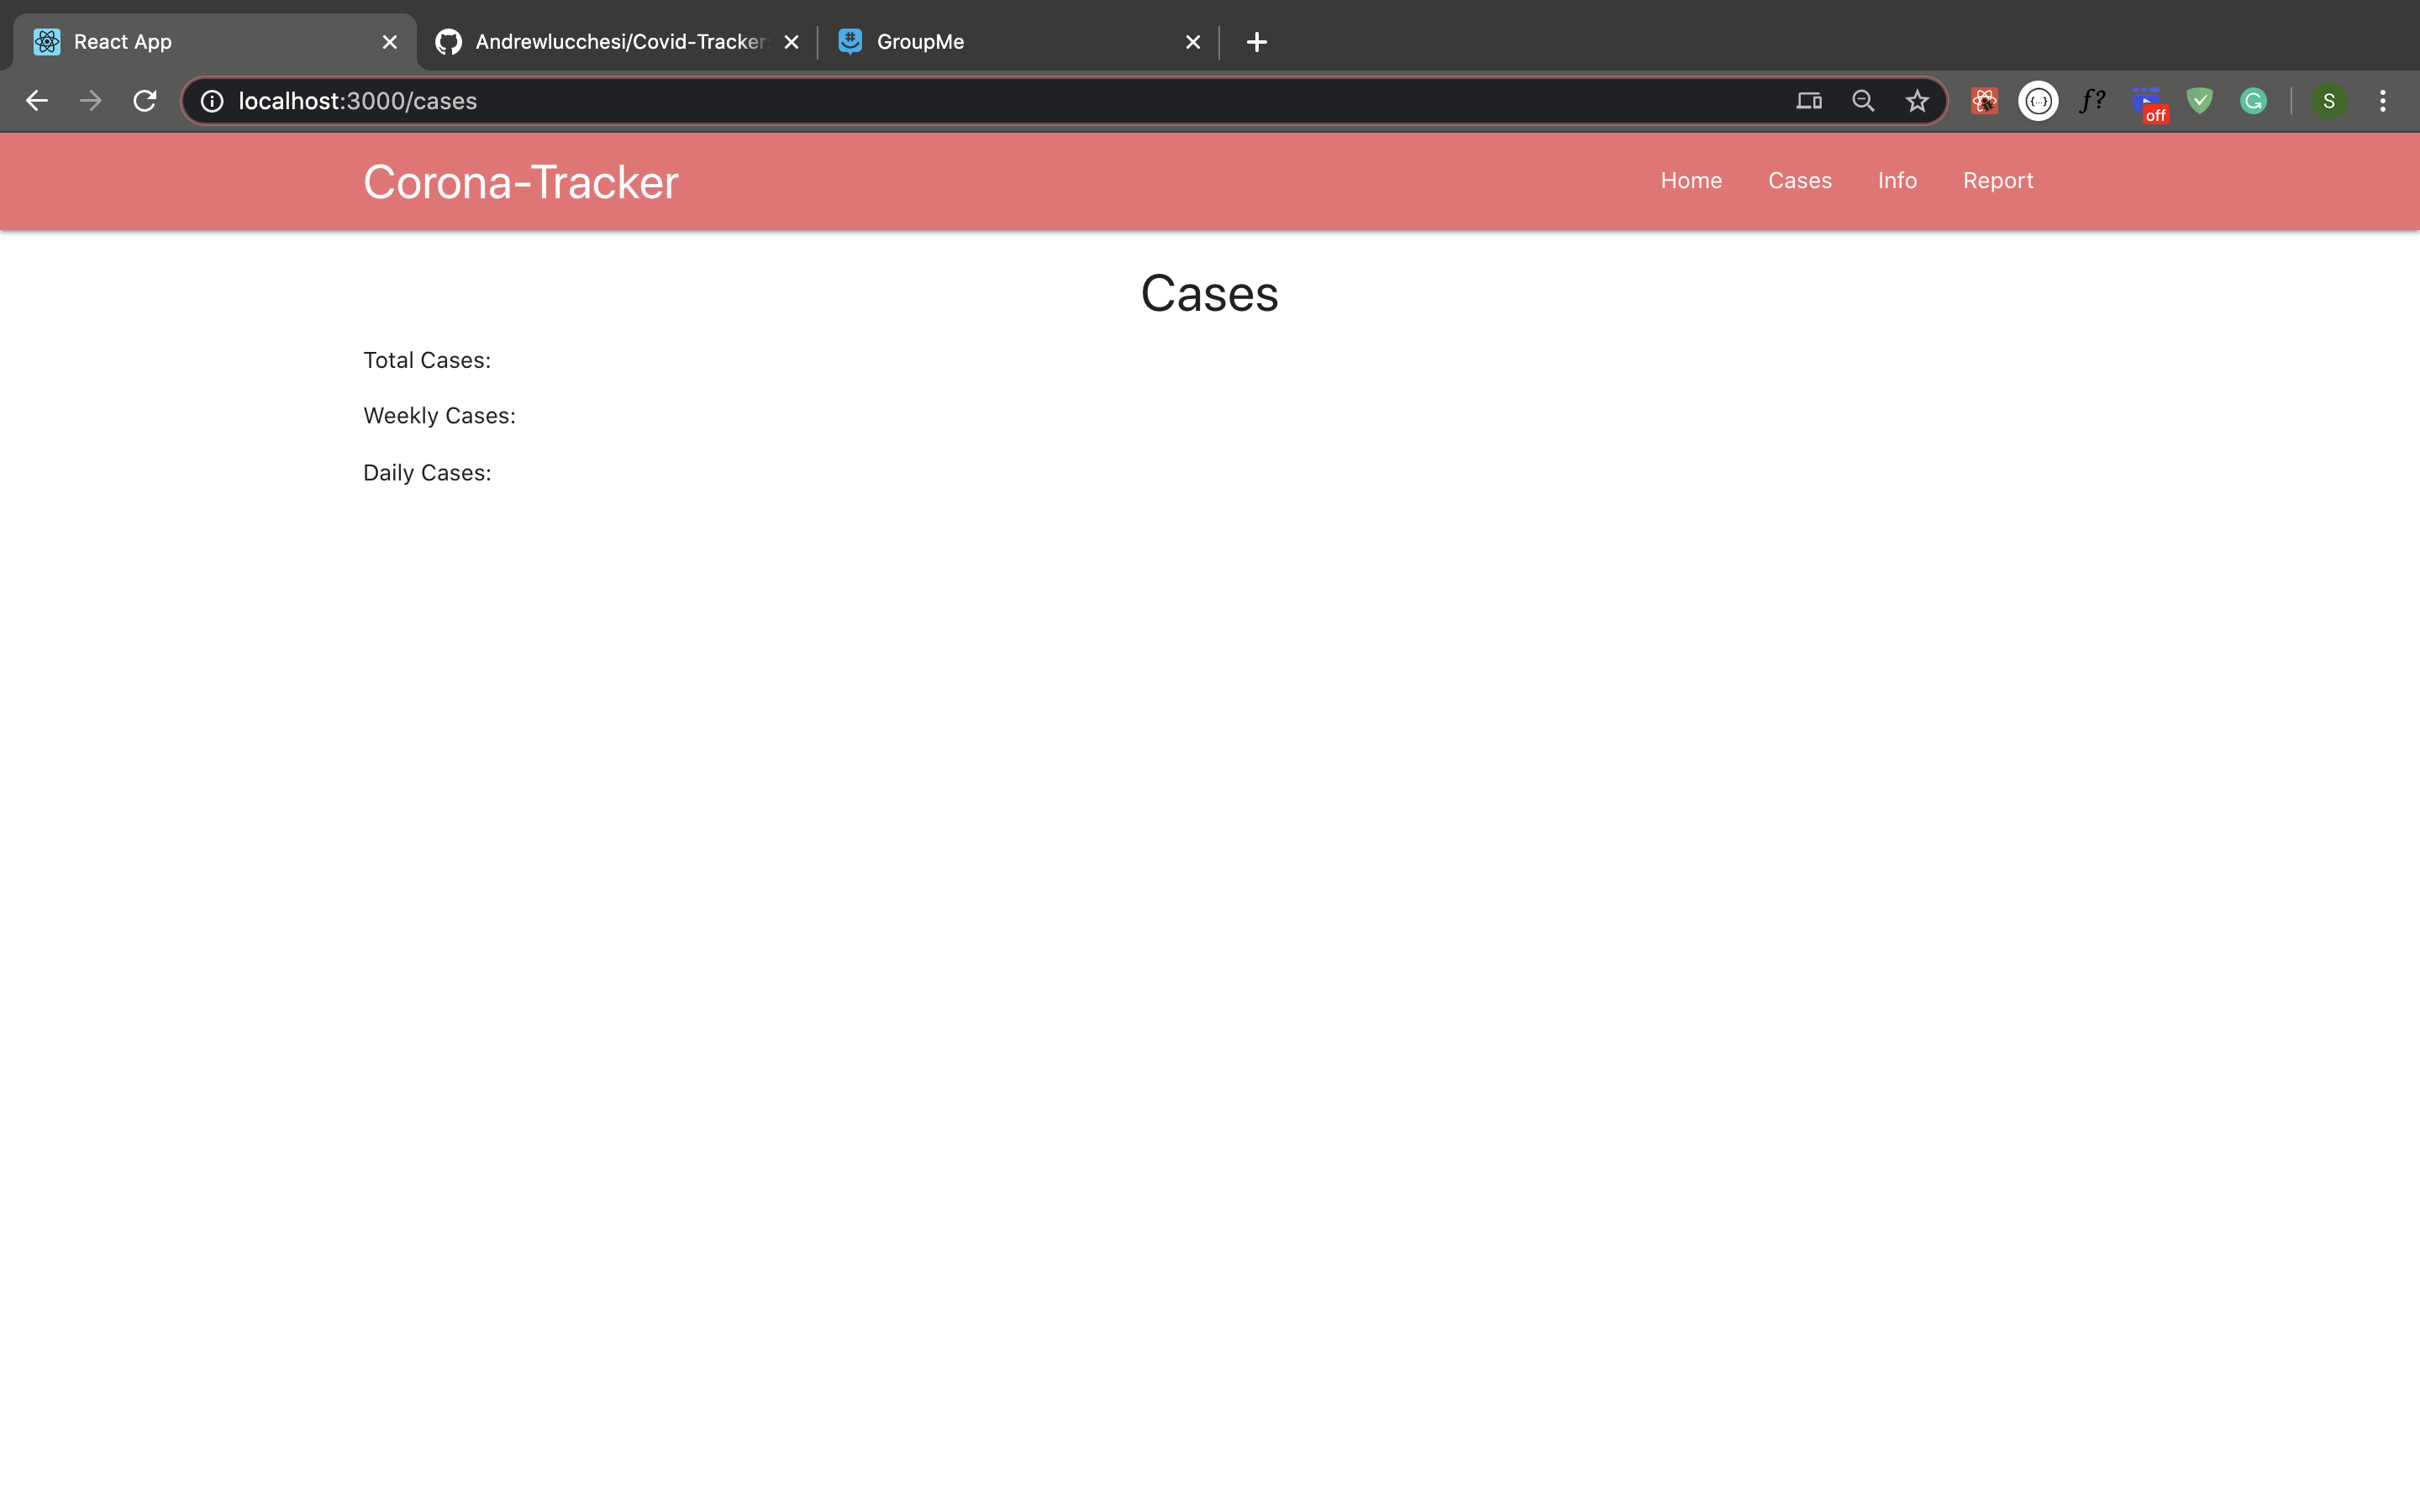 React App
Andrewlucchesi/Covid-Tracker
GroupMe
localhost:3000/cases
{...}
f?
off
G
S
Corona-Tracker
Home
Cases
Info
Report
Cases
Total Cases:
Weekly Cases:
Daily Cases: